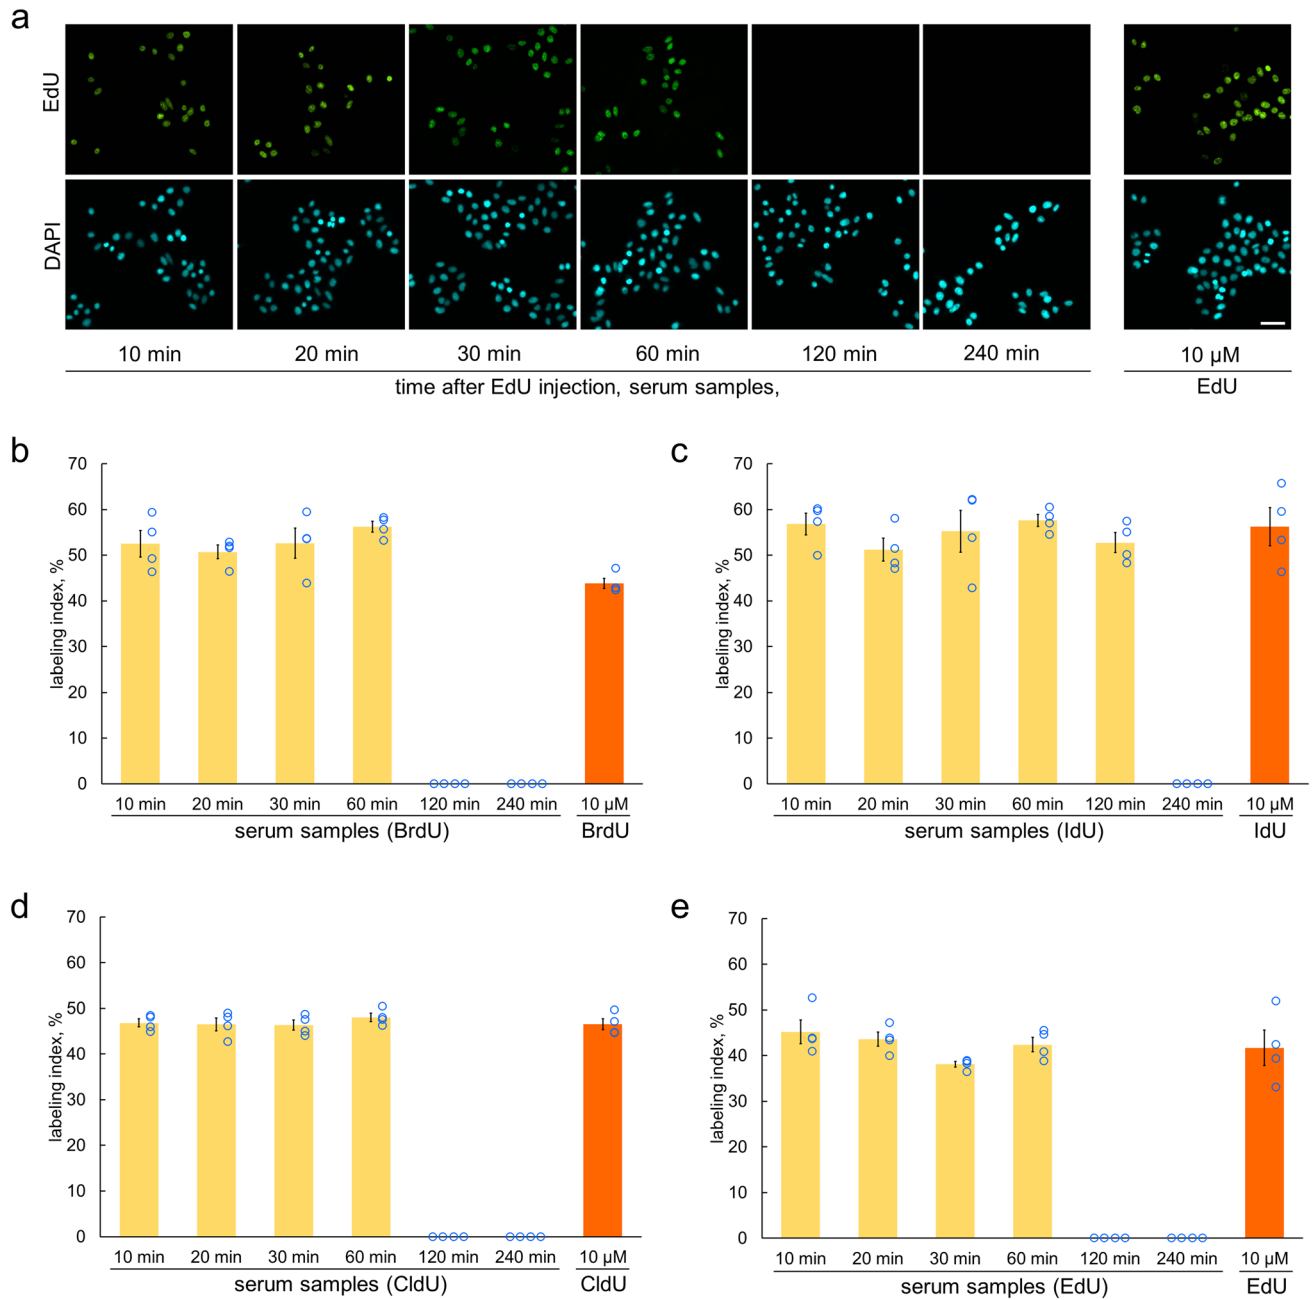 a
EdU
DAPI
10 min 20 min 30 min 60 min 120 min 240 min 10 µM
time after EdU injection, serum samples, EdU
b
labeling index, %
70
60
50
40
30
20
10
0
10 min 20 min 30 min 60 min 120 min 240 min 10 µM
serum samples (BrdU) BrdU
c
labeling index, %
70
60
50
40
30
20
10
0
10 min 20 min 30 min 60 min 120 min 240 min 10 µM
serum samples (IdU) IdU
d
labeling index, %
70
60
50
40
30
20
10
0
10 min 20 min 30 min 60 min 120 min 240 min 10 µM
serum samples (CldU) CldU
e
labeling index, %
70
60
50
40
30
20
10
0
10 min 20 min 30 min 60 min 120 min 240 min 10 µM
serum samples (EdU) EdU